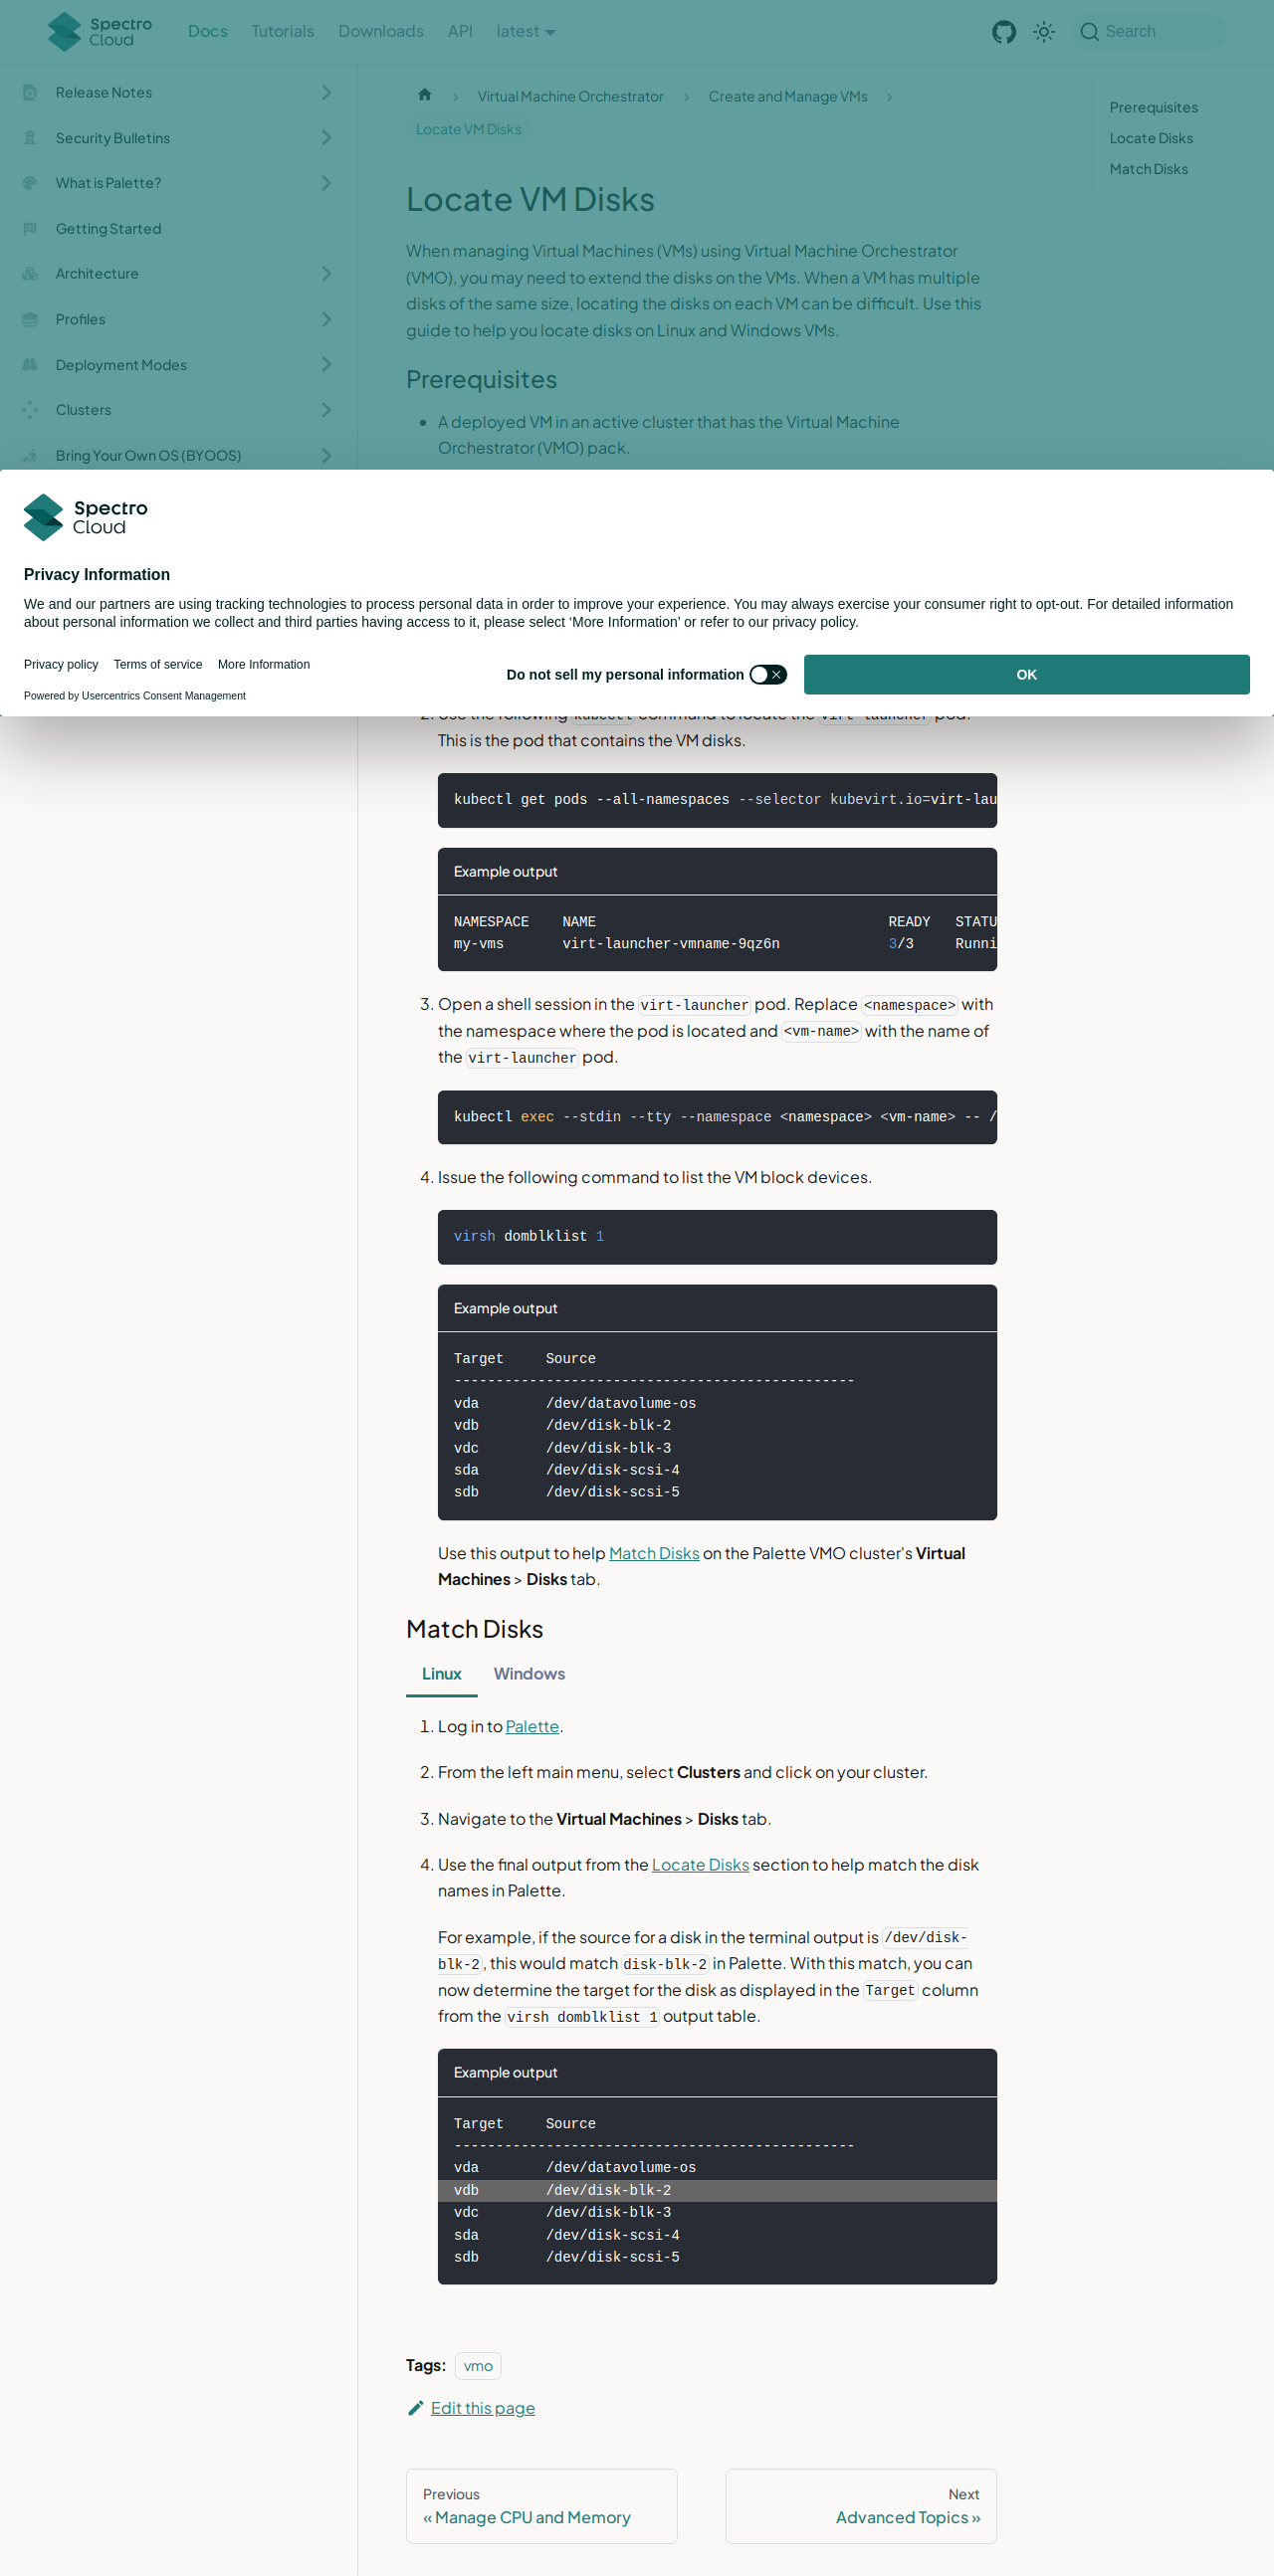 Spectro Cloud
Docs
Tutorials
Downloads
API
latest
Search
Release Notes
Security Bulletins
What is Palette?
Getting Started
Architecture
Profiles
Deployment Modes
Clusters
Bring Your Own OS (BYOOS)
Virtual Machine Orchestrator
Create and Manage VMs
Locate VM Disks
Prerequisites
Locate Disks
Match Disks
Locate VM Disks
When managing Virtual Machines (VMs) using Virtual Machine Orchestrator
(VMO), you may need to extend the disks on the VMs. When a VM has multiple
disks of the same size, locating the disks on each VM can be difficult. Use this
guide to help you locate disks on Linux and Windows VMs.
Prerequisites
A deployed VM in an active cluster that has the Virtual Machine
Orchestrator (VMO) pack.
Spectro Cloud
Privacy Information
We and our partners are using tracking technologies to process personal data in order to improve your experience. You may always exercise your consumer right to opt-out. For detailed information
about personal information we collect and third parties having access to it, please select ‘More Information’ or refer to our privacy policy.
Privacy policy
Terms of service
More Information
Powered by Usercentrics Consent Management
Do not sell my personal information
OK
2. Use the following kubectl command to locate the virt-launcher pod.
This is the pod that contains the VM disks.
kubectl get pods --all-namespaces --selector kubevirt.io=virt-lau
Example output
NAMESPACE    NAME    READY    STATU
my-vms    virt-launcher-vmname-9qz6n    3/3    Runni
3. Open a shell session in the virt-launcher pod. Replace <namespace> with
the namespace where the pod is located and <vm-name> with the name of
the virt-launcher pod.
kubectl exec --stdin --tty --namespace <namespace> <vm-name> -- /
4. Issue the following command to list the VM block devices.
virsh domblklist 1
Example output
Target    Source
------------------------------------------------
vda    /dev/datavolume-os
vdb    /dev/disk-blk-2
vdc    /dev/disk-blk-3
sda    /dev/disk-scsi-4
sdb    /dev/disk-scsi-5
Use this output to help Match Disks on the Palette VMO cluster's Virtual
Machines > Disks tab.
Match Disks
Linux
Windows
1. Log in to Palette.
2. From the left main menu, select Clusters and click on your cluster.
3. Navigate to the Virtual Machines > Disks tab.
4. Use the final output from the Locate Disks section to help match the disk
names in Palette.
For example, if the source for a disk in the terminal output is /dev/disk-
blk-2, this would match disk-blk-2 in Palette. With this match, you can
now determine the target for the disk as displayed in the Target column
from the virsh domblklist 1 output table.
Example output
Target    Source
------------------------------------------------
vda    /dev/datavolume-os
vdb    /dev/disk-blk-2
vdc    /dev/disk-blk-3
sda    /dev/disk-scsi-4
sdb    /dev/disk-scsi-5
Tags: vmo
Edit this page
Previous
« Manage CPU and Memory
Next
Advanced Topics »